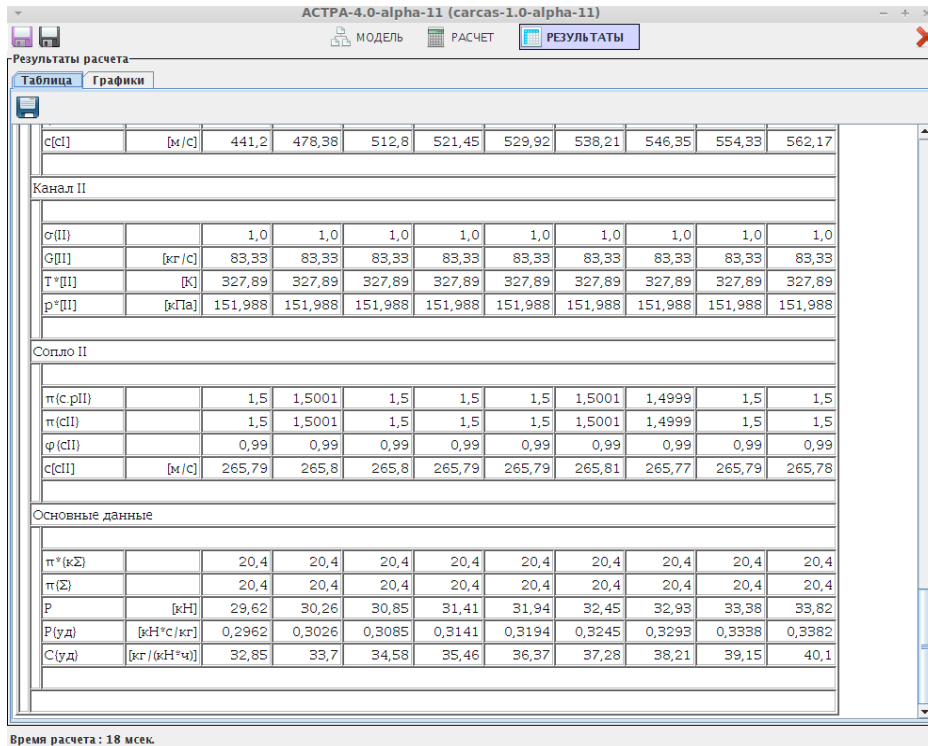 АСТРА-4.0-alpha-11 (carcas-1.0-alpha-11)
МОДЕЛЬ РАСЧЕТ РЕЗУЛЬТАТЫ
Результаты расчета
Таблица Графики
c[cI] [м/с] 441,2 478,38 512,8 521,45 529,92 538,21 546,35 554,33 562,17
Канал II
σ{II} 1,0 1,0 1,0 1,0 1,0 1,0 1,0 1,0 1,0
G[II] [кг/с] 83,33 83,33 83,33 83,33 83,33 83,33 83,33 83,33 83,33
T*[II] [K] 327,89 327,89 327,89 327,89 327,89 327,89 327,89 327,89 327,89
p*[II] [кПа] 151,988 151,988 151,988 151,988 151,988 151,988 151,988 151,988 151,988
Сопло II
π{c.pII} 1,5 1,5001 1,5 1,5 1,5 1,5001 1,4999 1,5 1,5
π{cII} 1,5 1,5001 1,5 1,5 1,5 1,5001 1,4999 1,5 1,5
φ{cII} 0,99 0,99 0,99 0,99 0,99 0,99 0,99 0,99 0,99
c[cII] [м/с] 265,79 265,8 265,8 265,79 265,79 265,81 265,77 265,79 265,78
Основные данные
π*{кΣ} 20,4 20,4 20,4 20,4 20,4 20,4 20,4 20,4 20,4
π{Σ} 20,4 20,4 20,4 20,4 20,4 20,4 20,4 20,4 20,4
P [кН] 29,62 30,26 30,85 31,41 31,94 32,45 32,93 33,38 33,82
P{уд} [кН*с/кг] 0,2962 0,3026 0,3085 0,3141 0,3194 0,3245 0,3293 0,3338 0,3382
C{уд} [кг/(кН*ч)] 32,85 33,7 34,58 35,46 36,37 37,28 38,21 39,15 40,1
Время расчета: 18 мсек.